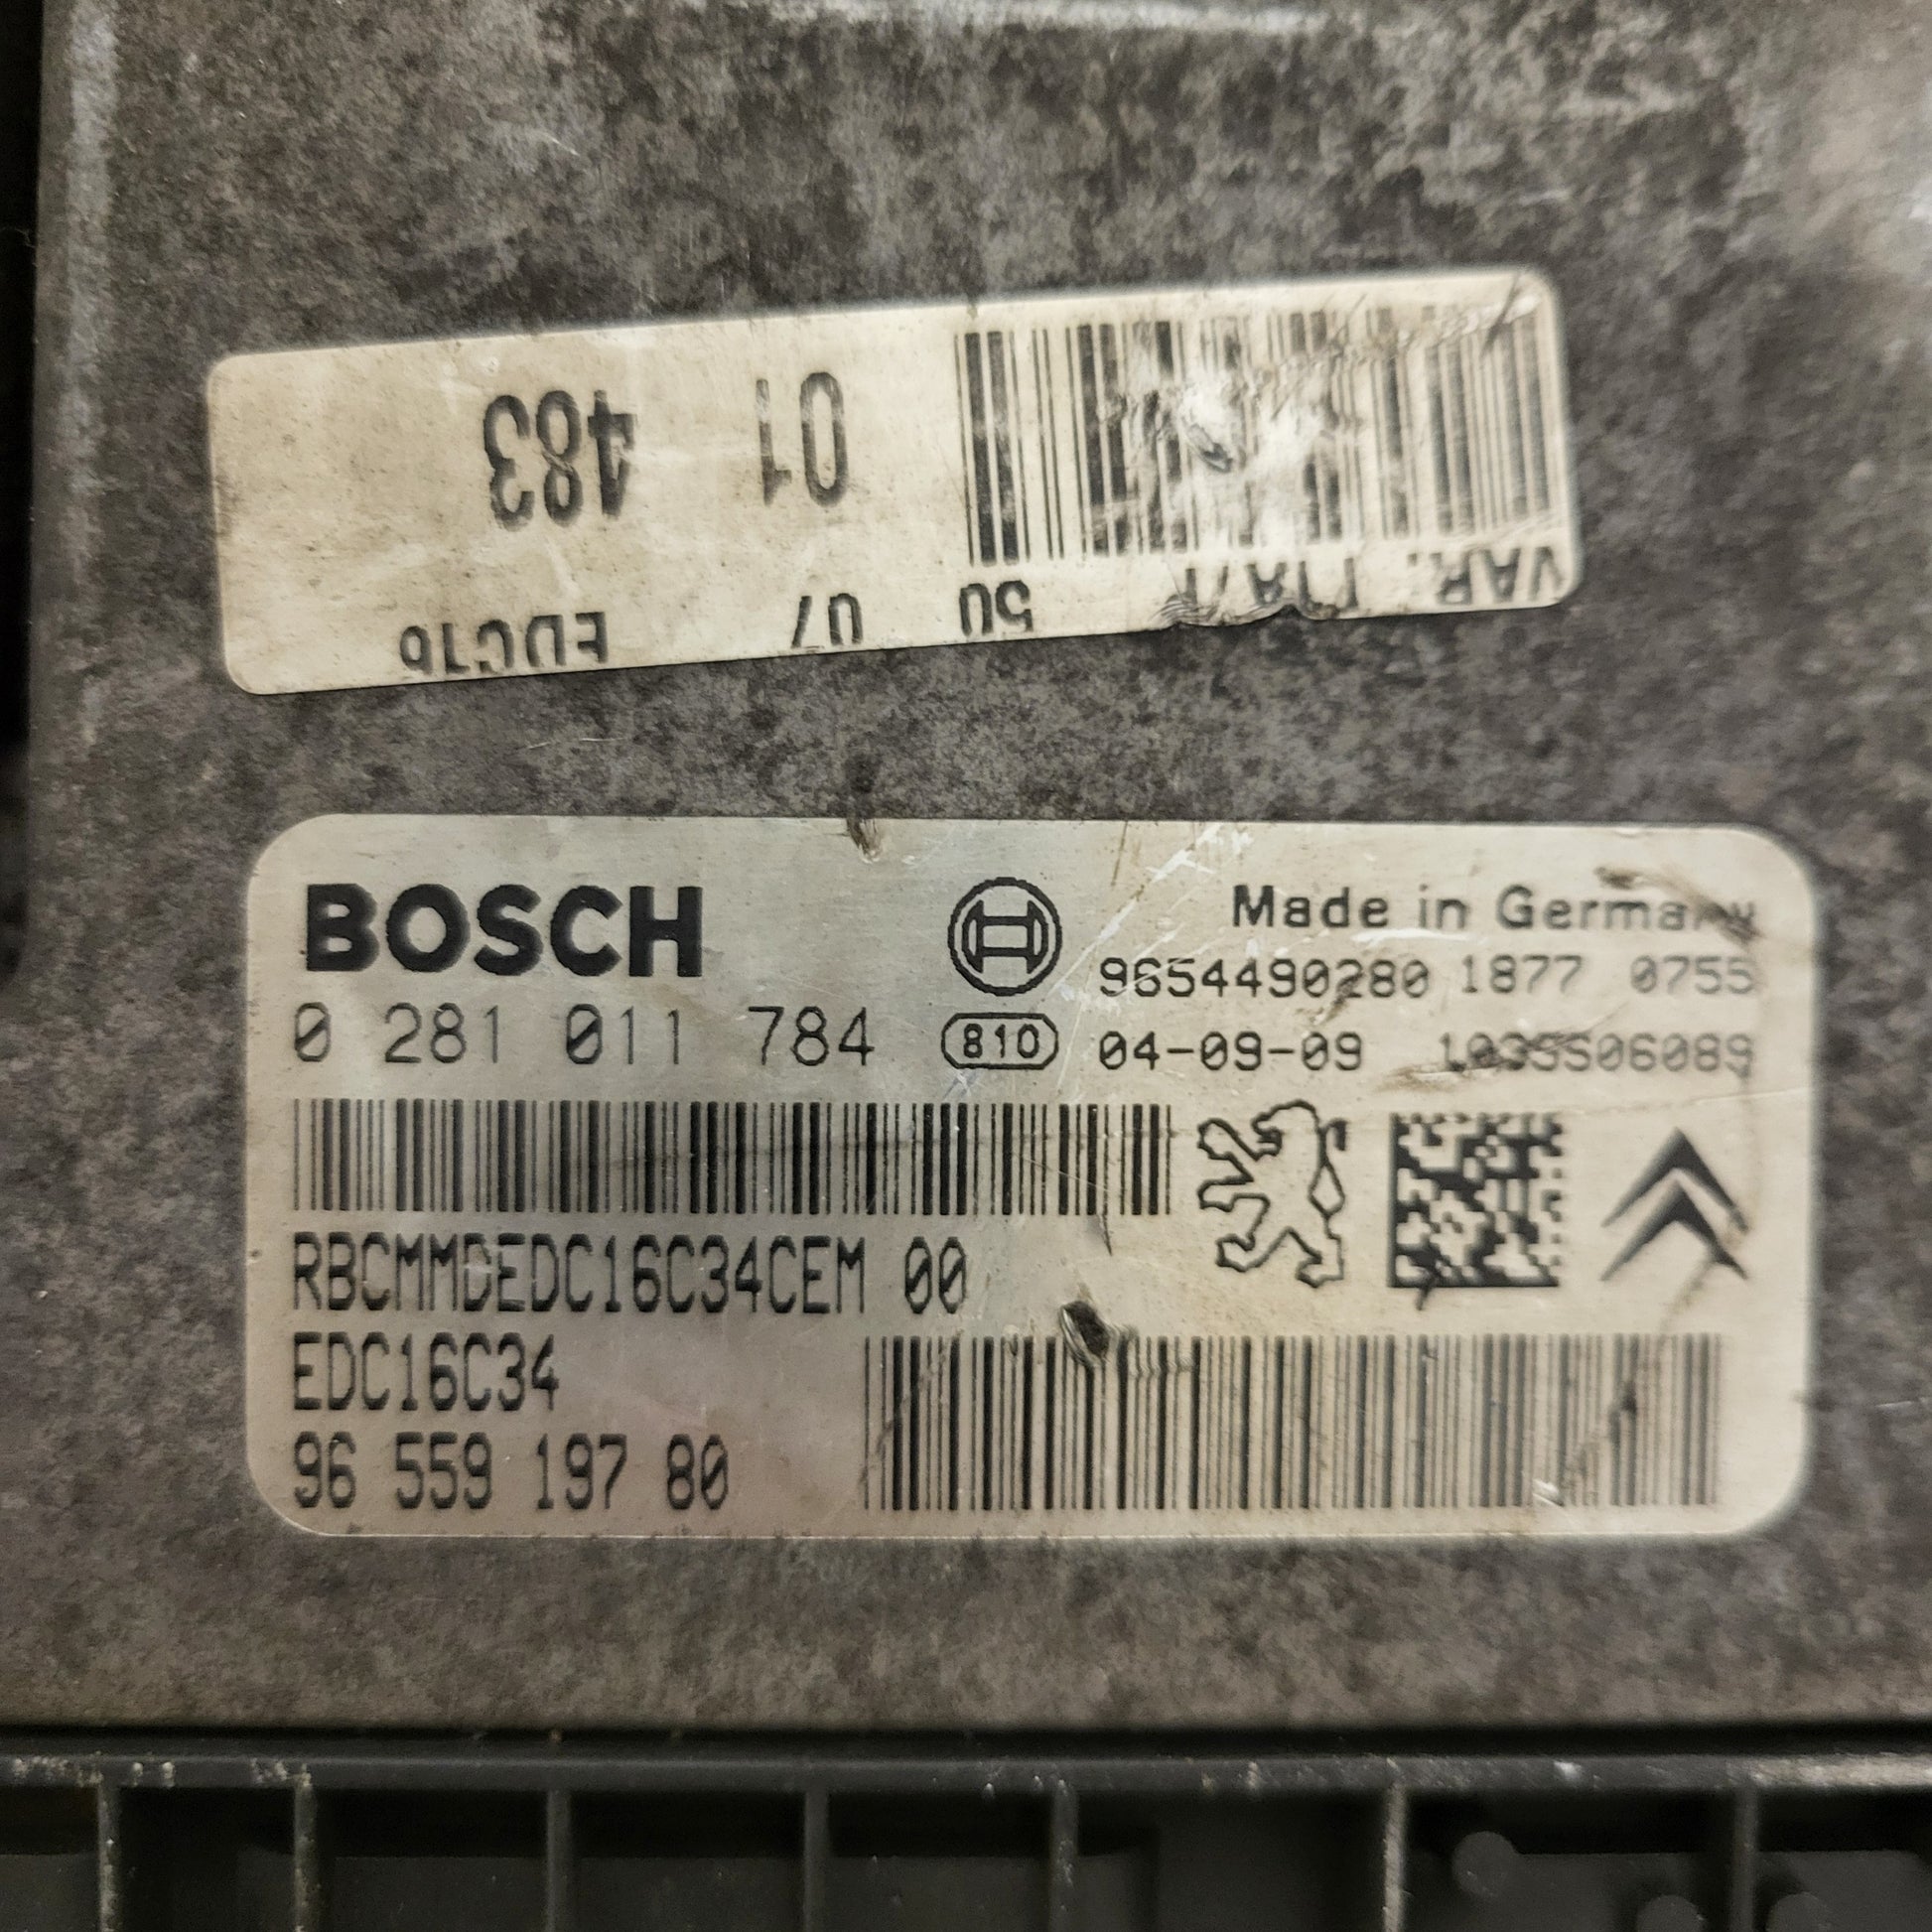 483 01
EDC16 07 50 VAR.
BOSCH
Made in Germany
9654490280 1877 0755
0 281 011 784
810
04-09-09 1035S06089
RBCMMDEDC16C34CEM 00
EDC16C34
96 559 197 80